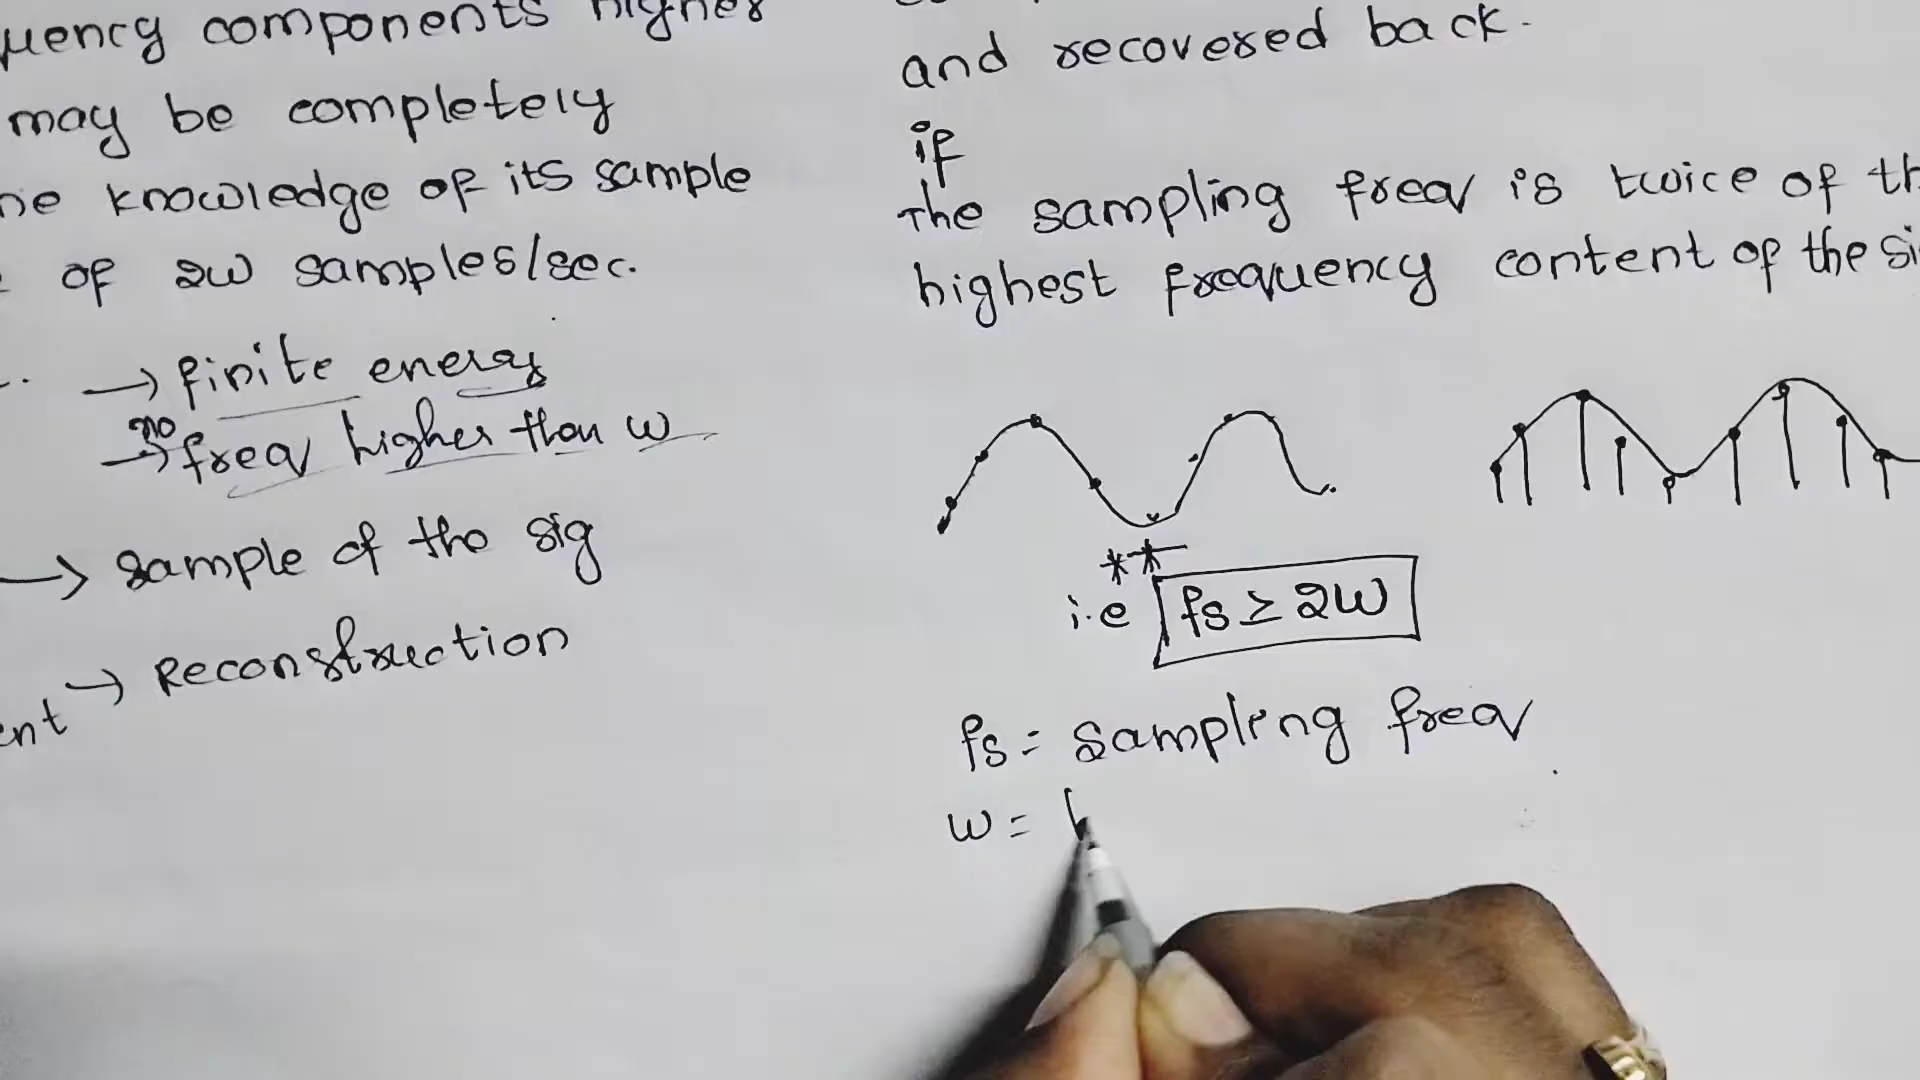 quency components higher
may be completely
knowledge of its sample
of 2w samples/sec.
→ finite energy
no
→ freq higher than w
→ sample of the sig
ent → Reconstruction
and recovered back.
if
The sampling freq is twice of th
highest frequency content of the si
**
i.e fs ≥ 2w
fs = sampling freq
w =